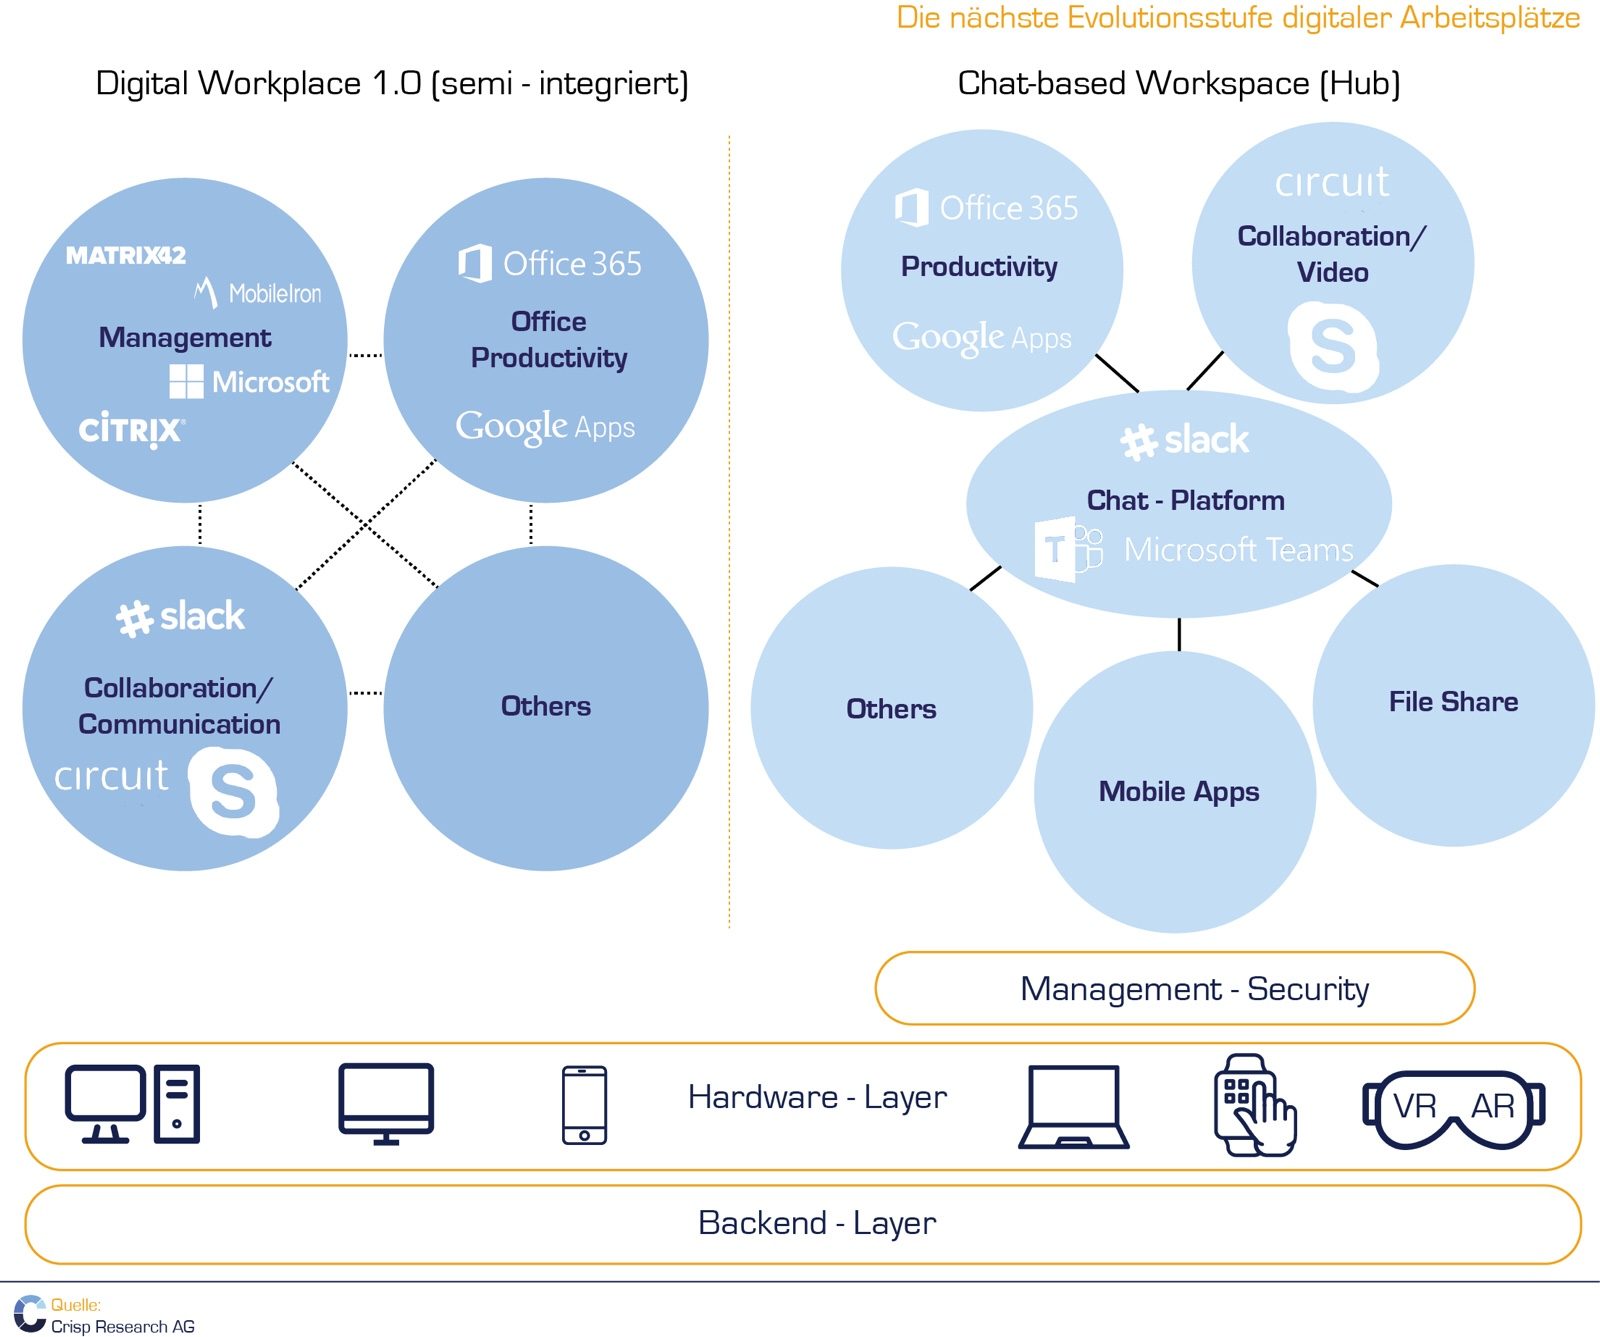 Die nächste Evolutionsstufe digitaler Arbeitsplätze
Digital Workplace 1.0 (semi - integriert)
MATRIX42
MobileIron
Management
Microsoft
CİTRIX®
Office 365
Office
Productivity
Google Apps
slack
Collaboration/
Communication
circuit
S
Others
Chat-based Workspace (Hub)
Office 365
Productivity
Google Apps
circuit
Collaboration/
Video
S
slack
Chat - Platform
T Microsoft Teams
Others
Mobile Apps
File Share
Management - Security
Hardware - Layer
VR AR
Backend - Layer
Quelle:
Crisp Research AG